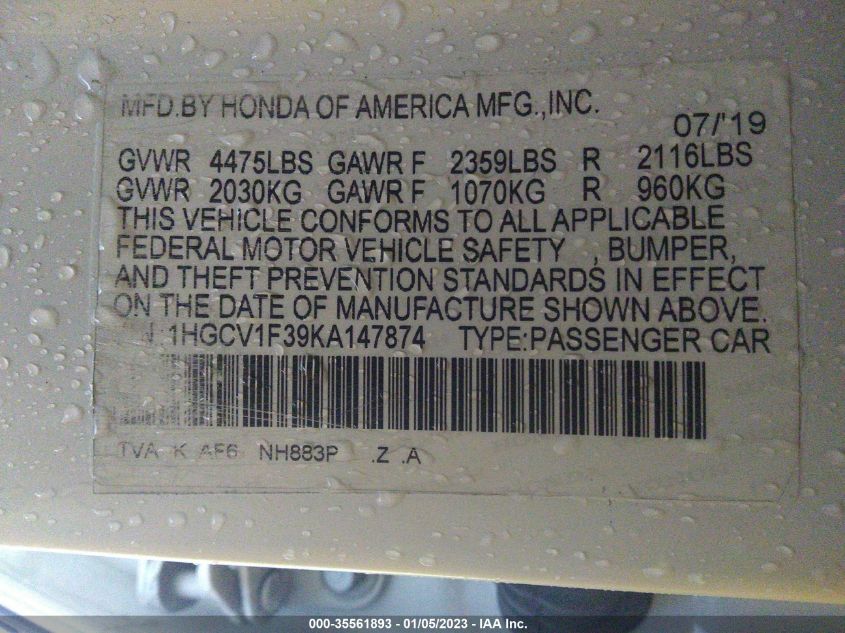 MFD.BY HONDA OF AMERICA MFG.,INC.
07/'19
GVWR 4475LBS GAWR F 2359LBS R 2116LBS
GVWR 2030KG GAWR F 1070KG R 960KG
THIS VEHICLE CONFORMS TO ALL APPLICABLE
FEDERAL MOTOR VEHICLE SAFETY , BUMPER,
AND THEFT PREVENTION STANDARDS IN EFFECT
ON THE DATE OF MANUFACTURE SHOWN ABOVE.
1HGCV1F39KA147874 TYPE:PASSENGER CAR
TVA K AF6 NH883P .Z .A
000-35561893 - 01/05/2023 - IAA Inc.